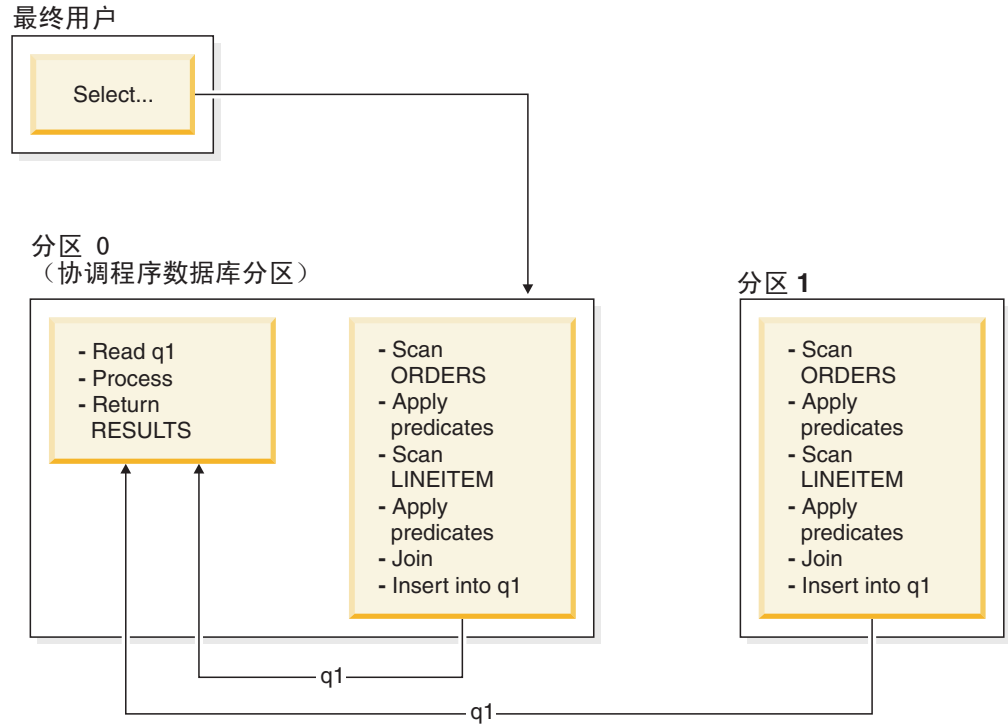 最终用户
Select...
分区 0
（协调程序数据库分区）
- Read q1
- Process
- Return
RESULTS
- Scan
ORDERS
- Apply
predicates
- Scan
LINEITEM
- Apply
predicates
- Join
- Insert into q1
分区 1
- Scan
ORDERS
- Apply
predicates
- Scan
LINEITEM
- Apply
predicates
- Join
- Insert into q1
q1
q1